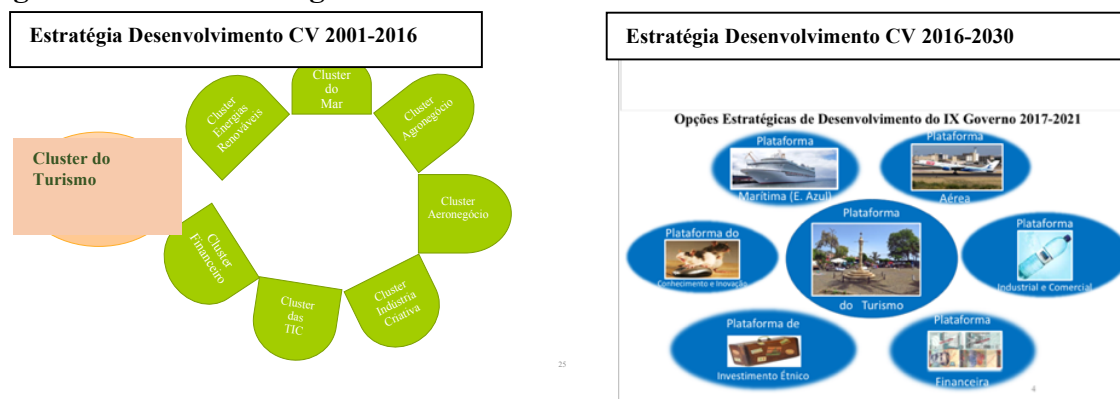 Estratégia Desenvolvimento CV 2001-2016
Cluster
do
Mar
Cluster
Energias
Renováveis
Cluster
Agronegócio
Cluster do
Turismo
Cluster
Aeronegócio
Cluster
Financeiro
Cluster
das
TIC
Cluster
Indústria
Criativa
25
Estratégia Desenvolvimento CV 2016-2030
Opções Estratégicas de Desenvolvimento do IX Governo 2017-2021
Plataforma
Marítima (E. Azul)
Plataforma
Aérea
Plataforma do
Conhecimento e Inovação
Plataforma
do Turismo
Plataforma
Industrial e Comercial
Plataforma de
Investimento Étnico
Plataforma
Financeira
4